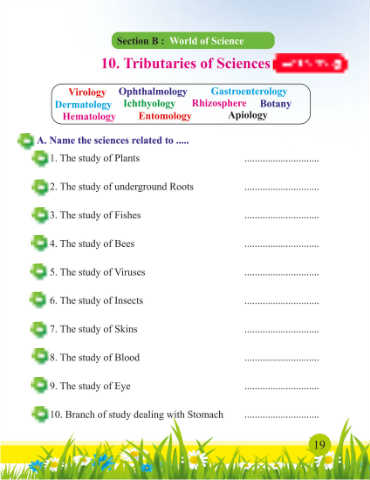 Section B : World of Science
10. Tributaries of Sciences
Virology Ophthalmology Gastroenterology
Dermatology Ichthyology Rhizosphere Botany
Hematology Entomology Apiology
A. Name the sciences related to .....
1. The study of Plants .............................
2. The study of underground Roots .............................
3. The study of Fishes .............................
4. The study of Bees .............................
5. The study of Viruses .............................
6. The study of Insects .............................
7. The study of Skins .............................
8. The study of Blood .............................
9. The study of Eye .............................
10. Branch of study dealing with Stomach .............................
19